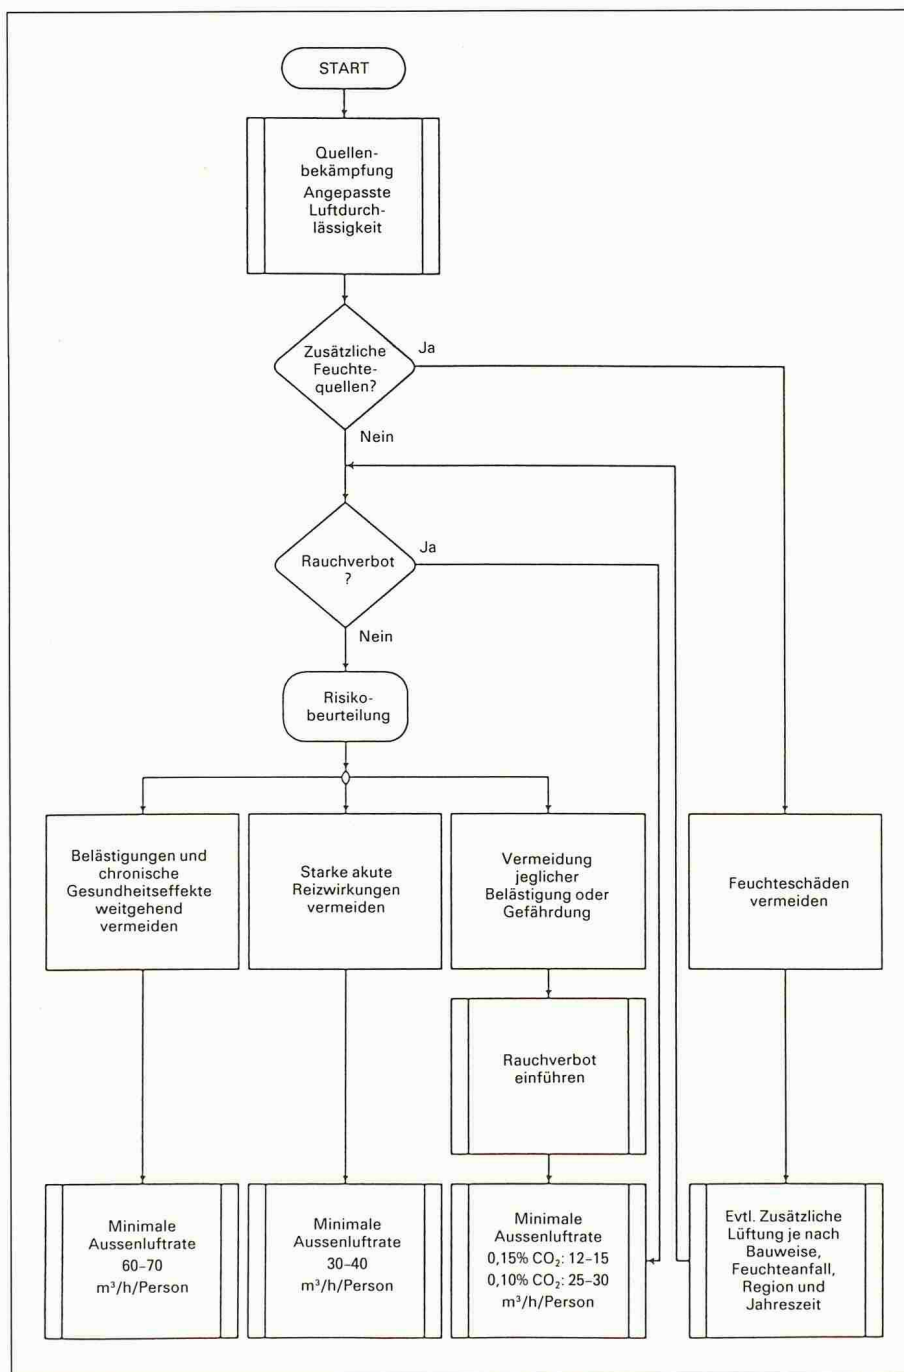 START
Quellen-
bekämpfung
Angepasste
Luftdurch-
lässigkeit
Zusätzliche
Feuchte-
quellen?
Ja
Nein
Rauchverbot
?
Ja
Nein
Risiko-
beurteilung
Belästigungen und
chronische
Gesundheitseffekte
weitgehend
vermeiden
Starke akute
Reizwirkungen
vermeiden
Vermeidung
jeglicher
Belästigung oder
Gefährdung
Feuchteschäden
vermeiden
Rauchverbot
einführen
Minimale
Aussenluftrate
60–70
m³/h/Person
Minimale
Aussenluftrate
30–40
m³/h/Person
Minimale
Aussenluftrate
0,15% CO₂: 12–15
0,10% CO₂: 25–30
m³/h/Person
Evtl. Zusätzliche
Lüftung je nach
Bauweise,
Feuchteanfall,
Region und
Jahreszeit